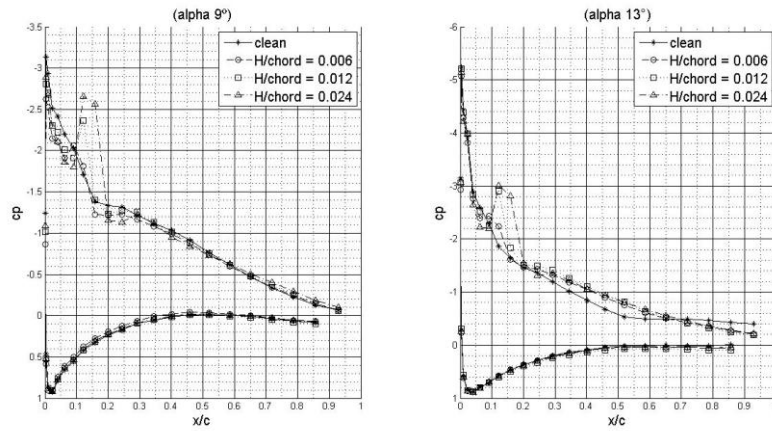 (alpha 9º)
-3.5
-3
-2.5
-2
-1.5
-1
-0.5
0
0.5
1
cp
clean
H/chord = 0.006
H/chord = 0.012
H/chord = 0.024
0 0.1 0.2 0.3 0.4 0.5 0.6 0.7 0.8 0.9 1
x/c
(alpha 13°)
-6
-5
-4
-3
-2
-1
0
1
cp
clean
H/chord = 0.006
H/chord = 0.012
H/chord = 0.024
0 0.1 0.2 0.3 0.4 0.5 0.6 0.7 0.8 0.9
x/c